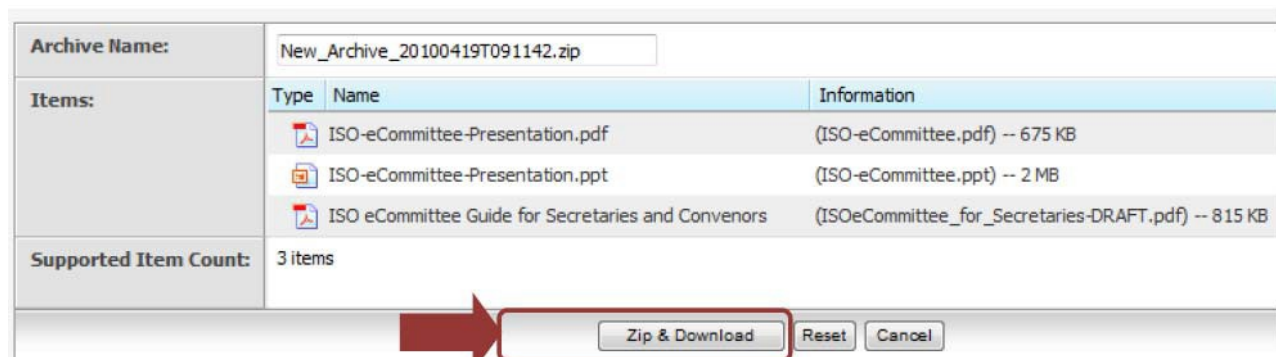 Archive Name: New_Archive_20100419T091142.zip
Items: Type Name Information
ISO-eCommittee-Presentation.pdf (ISO-eCommittee.pdf) -- 675 KB
ISO-eCommittee-Presentation.ppt (ISO-eCommittee.ppt) -- 2 MB
ISO eCommittee Guide for Secretaries and Convenors (ISOeCommittee_for_Secretaries-DRAFT.pdf) -- 815 KB
Supported Item Count: 3 items
Zip & Download Reset Cancel